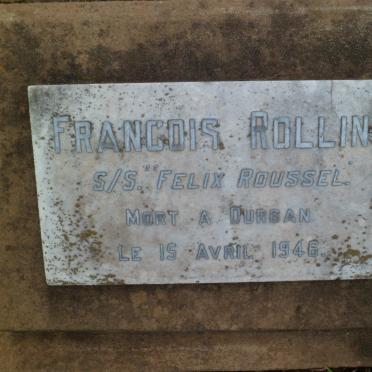 FRANCOIS ROLLIN
S/S. "FELIX ROUSSEL.
MORT A DURBAN
LE 15 AVRIL 1946.